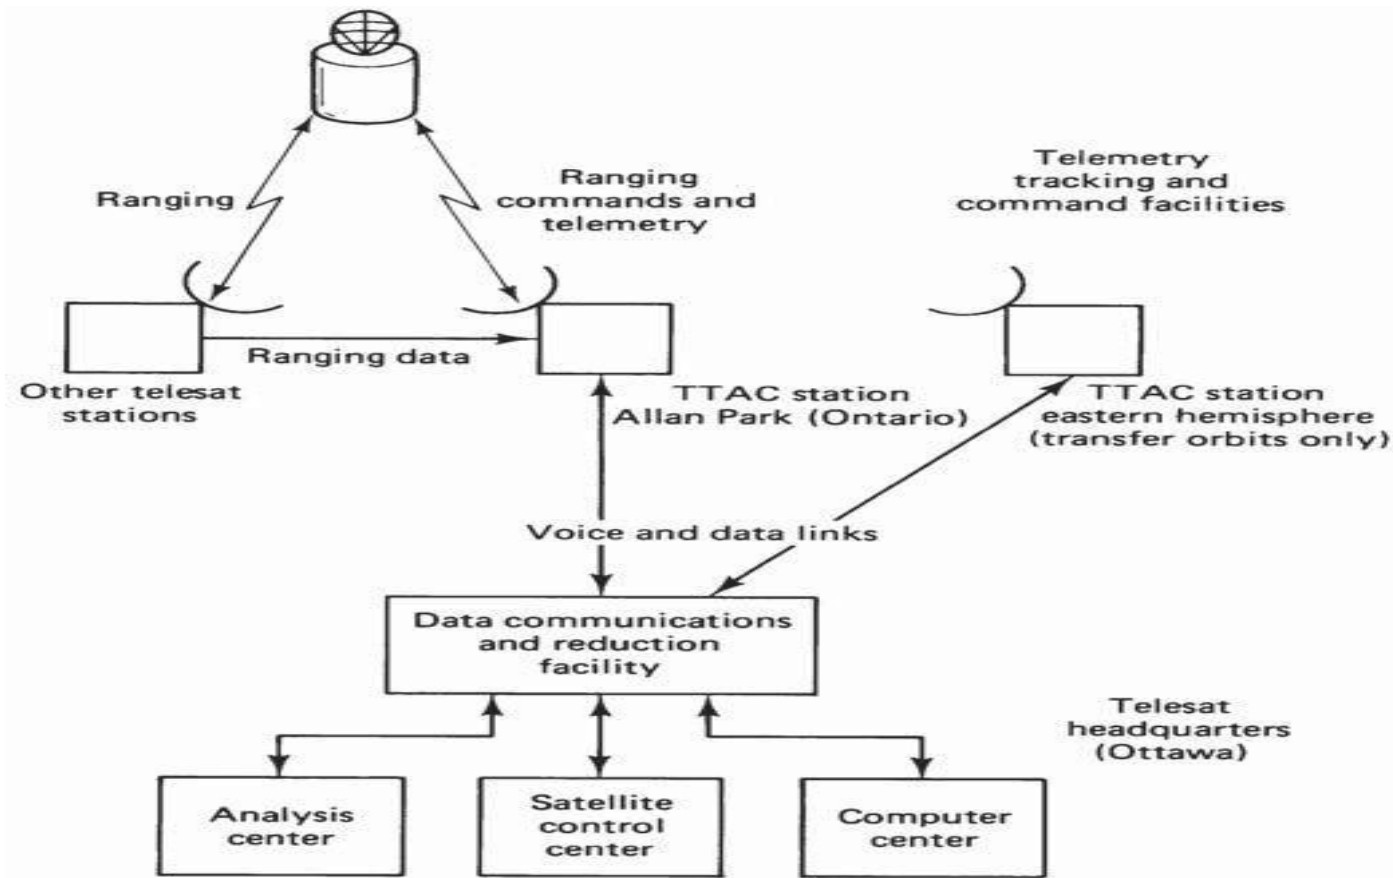 Ranging
Ranging
commands and
telemetry
Telemetry
tracking and
command facilities
Ranging data
Other telesat
stations
TTAC station
Allan Park (Ontario)
TTAC station
eastern hemisphere
(transfer orbits only)
Voice and data links
Data communications
and reduction
facility
Telesat
headquarters
(Ottawa)
Analysis
center
Satellite
control
center
Computer
center